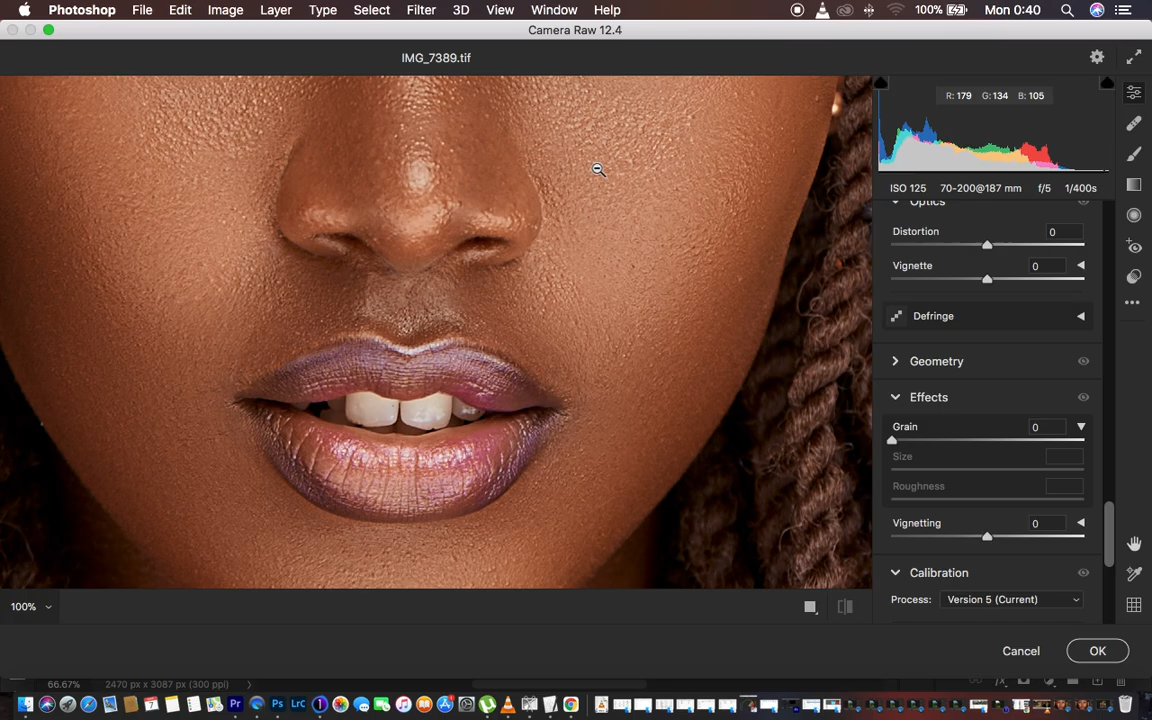 Photoshop File Edit Image Layer Type Select Filter 3D View Window Help 100% Mon 0:40
Camera Raw 12.4
IMG_7389.tif
R: 179 G: 134 B: 105
ISO 125 70-200@187 mm f/5 1/400s
Optics
Distortion 0
Vignette 0
Defringe
Geometry
Effects
Grain 0
Size
Roughness
Vignetting 0
Calibration
Process: Version 5 (Current)
100%
Cancel OK
66.67% 2470 px x 3087 px (300 ppi)
Pr Ps LrC